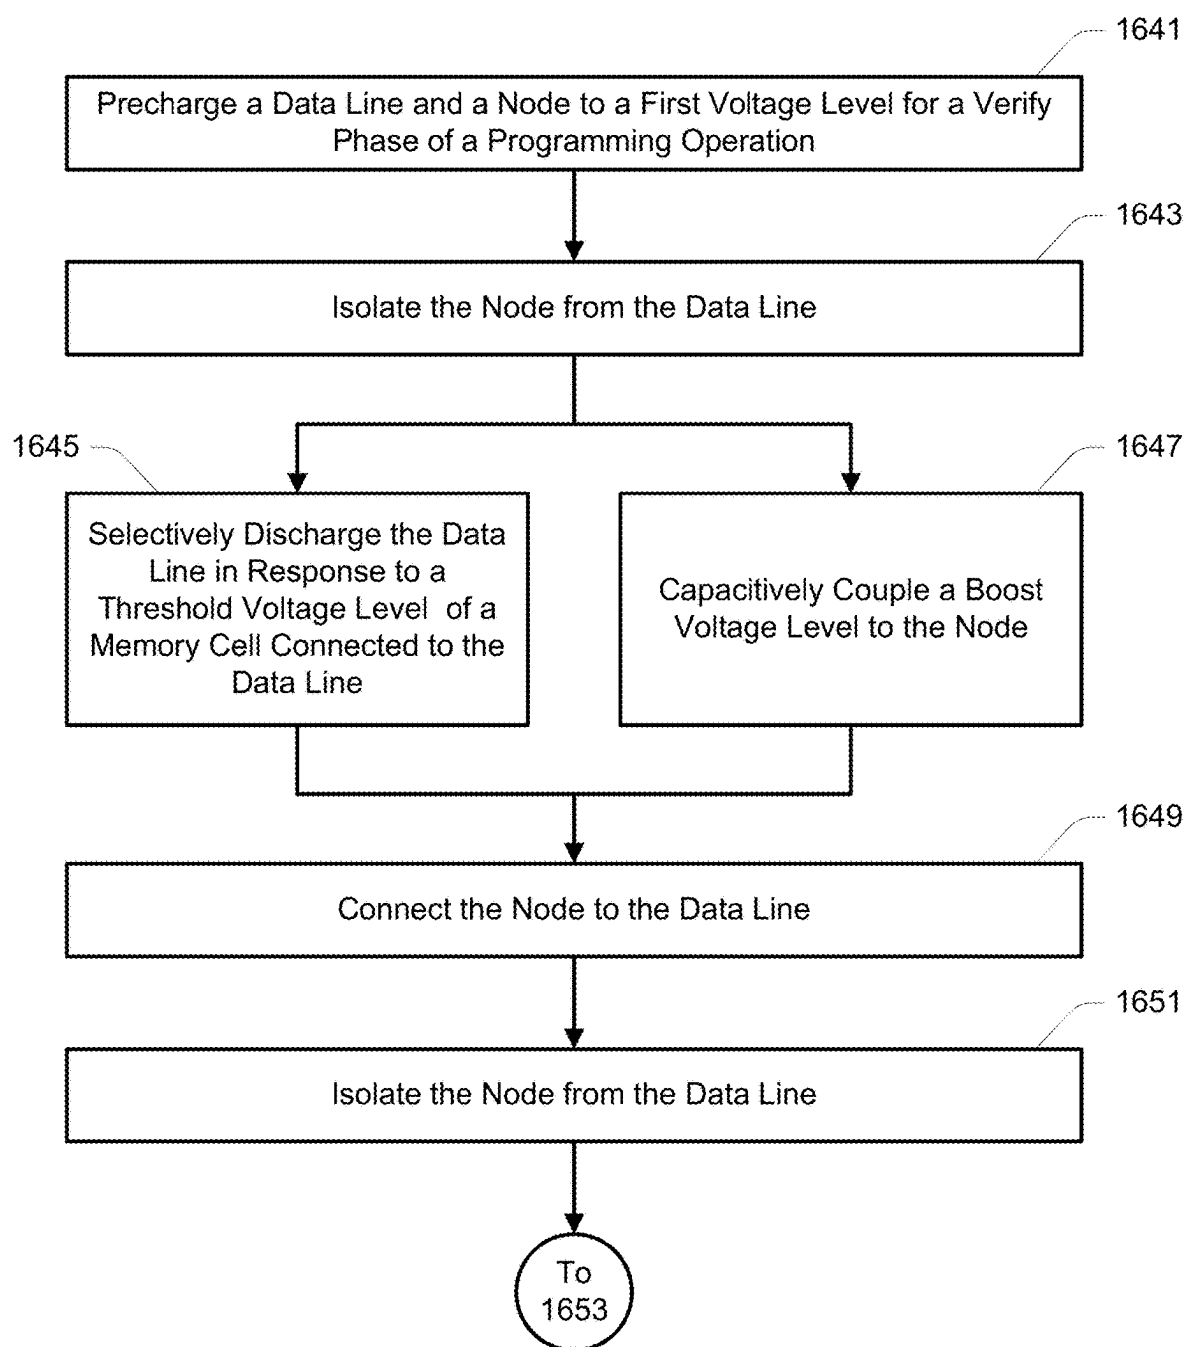 1641
Precharge a Data Line and a Node to a First Voltage Level for a Verify
Phase of a Programming Operation
1643
Isolate the Node from the Data Line
1645
Selectively Discharge the Data
Line in Response to a
Threshold Voltage Level of a
Memory Cell Connected to the
Data Line
1647
Capacitively Couple a Boost
Voltage Level to the Node
1649
Connect the Node to the Data Line
1651
Isolate the Node from the Data Line
To
1653